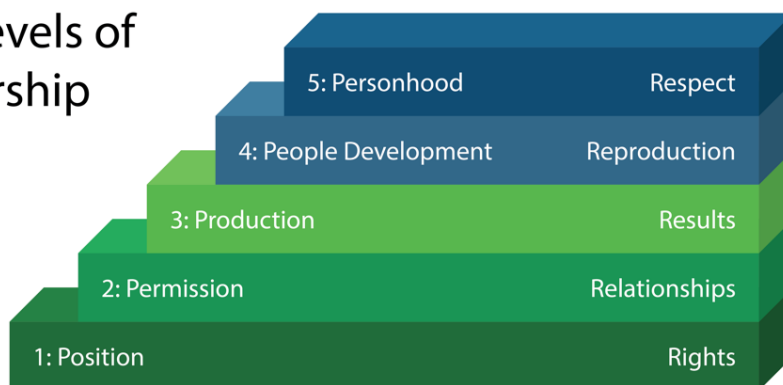 evels of
rship
5: Personhood Respect
4: People Development Reproduction
3: Production Results
2: Permission Relationships
1: Position Rights